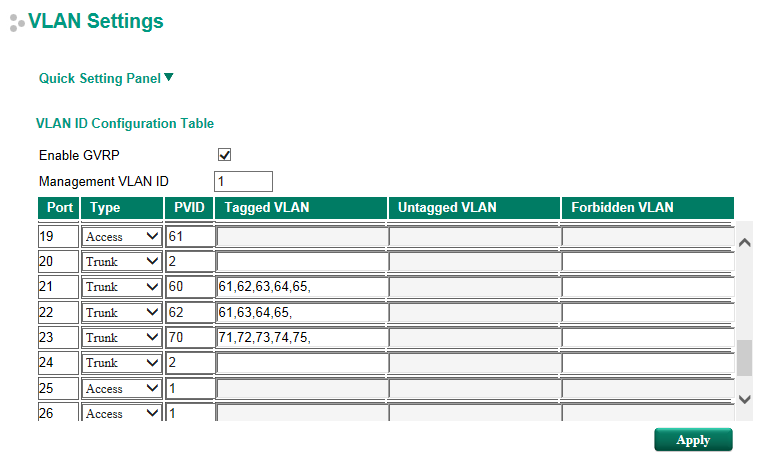 VLAN Settings
Quick Setting Panel
VLAN ID Configuration Table
Enable GVRP
Management VLAN ID 1
Port Type PVID Tagged VLAN Untagged VLAN Forbidden VLAN
19 Access 61
20 Trunk 2
21 Trunk 60 61,62,63,64,65,
22 Trunk 62 61,63,64,65,
23 Trunk 70 71,72,73,74,75,
24 Trunk 2
25 Access 1
26 Access 1
Apply